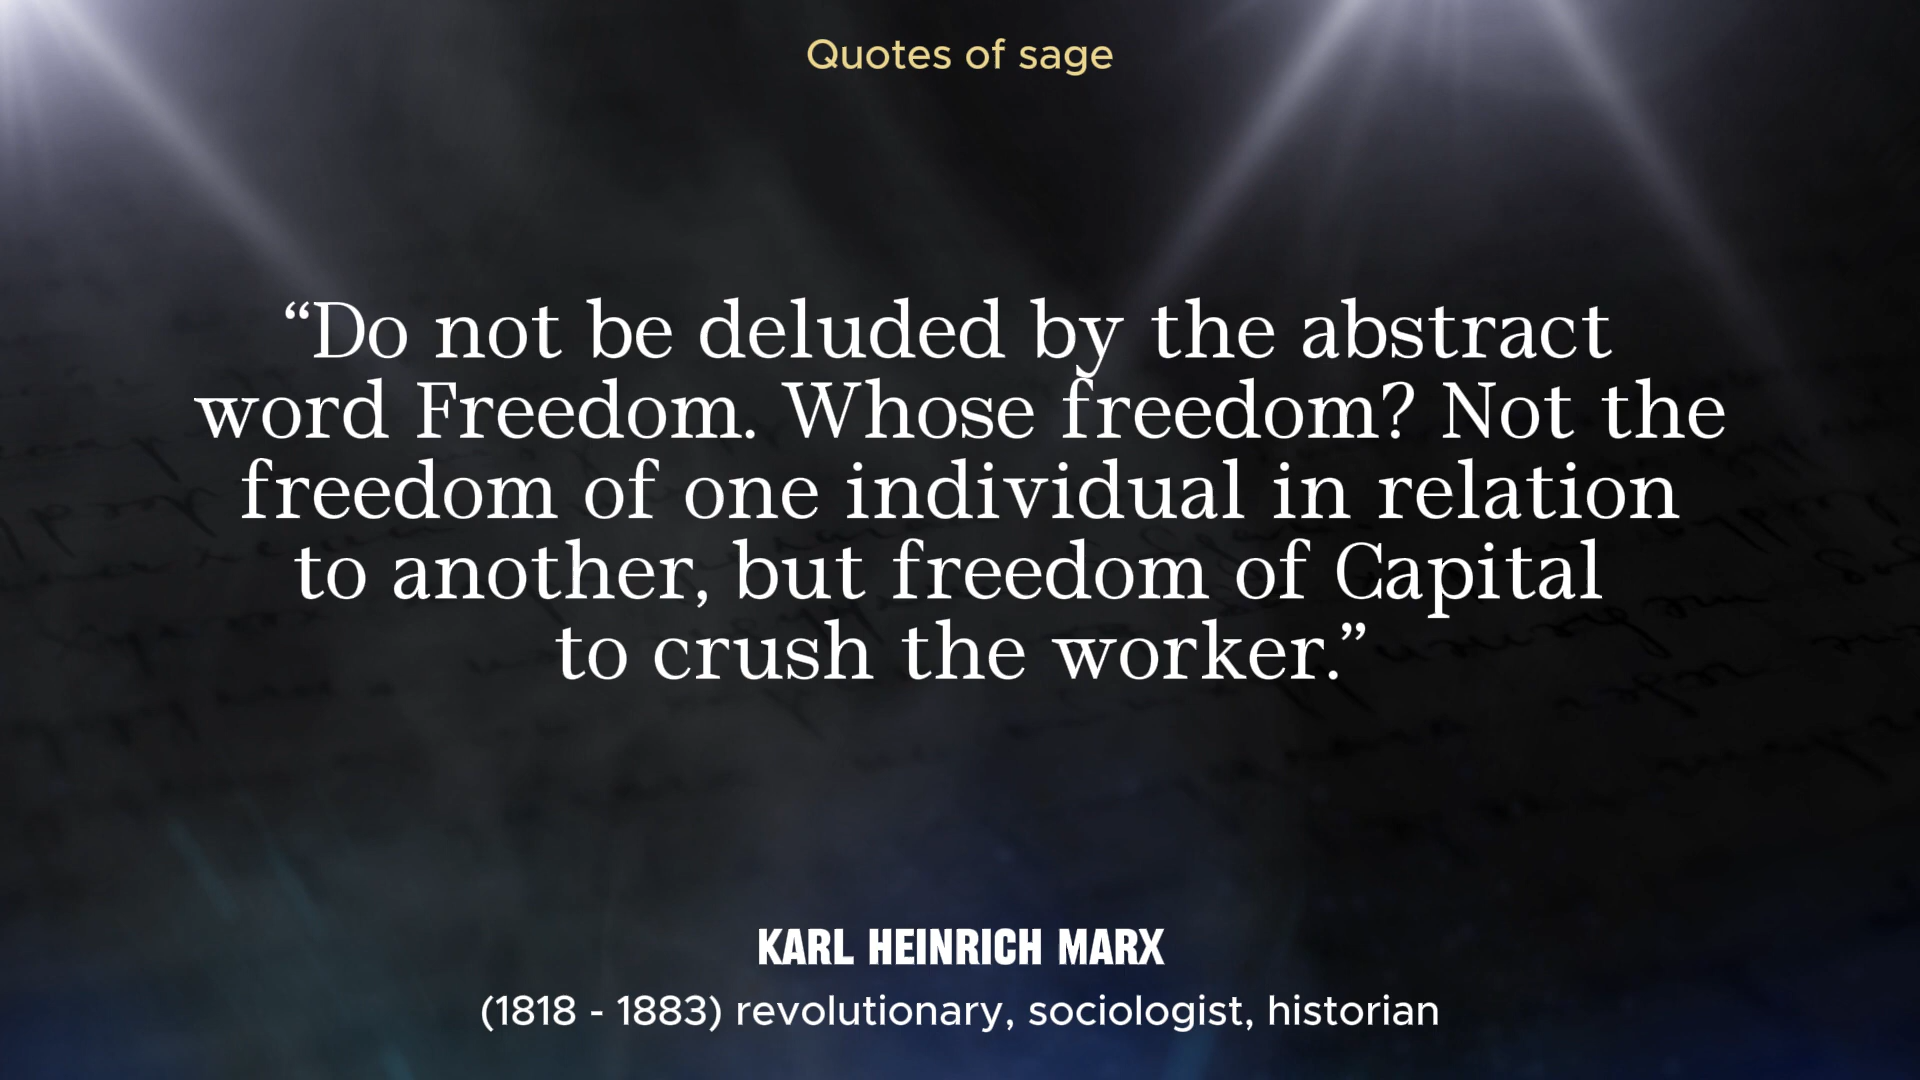 Quotes of sage
“Do not be deluded by the abstract
word Freedom. Whose freedom? Not the
freedom of one individual in relation
to another, but freedom of Capital
to crush the worker.”
KARL HEINRICH MARX
(1818 - 1883) revolutionary, sociologist, historian